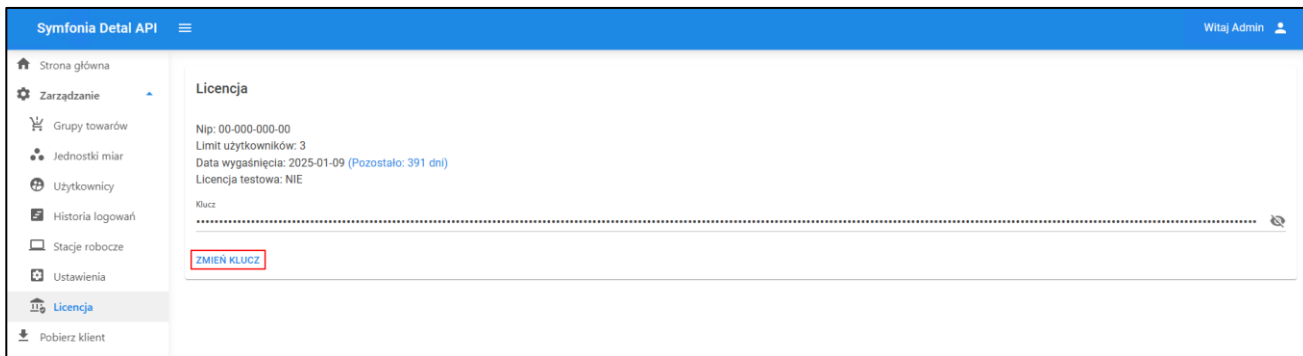 Symfonia Detal API
Witaj Admin
Strona główna
Zarządzanie
Grupy towarów
Jednostki miar
Użytkownicy
Historia logowań
Stacje robocze
Ustawienia
Licencja
Pobierz klient
Licencja
Nip: 00-000-000-00
Limit użytkowników: 3
Data wygaśnięcia: 2025-01-09 (Pozostało: 391 dni)
Licencja testowa: NIE
Klucz
ZMIEŃ KLUCZ